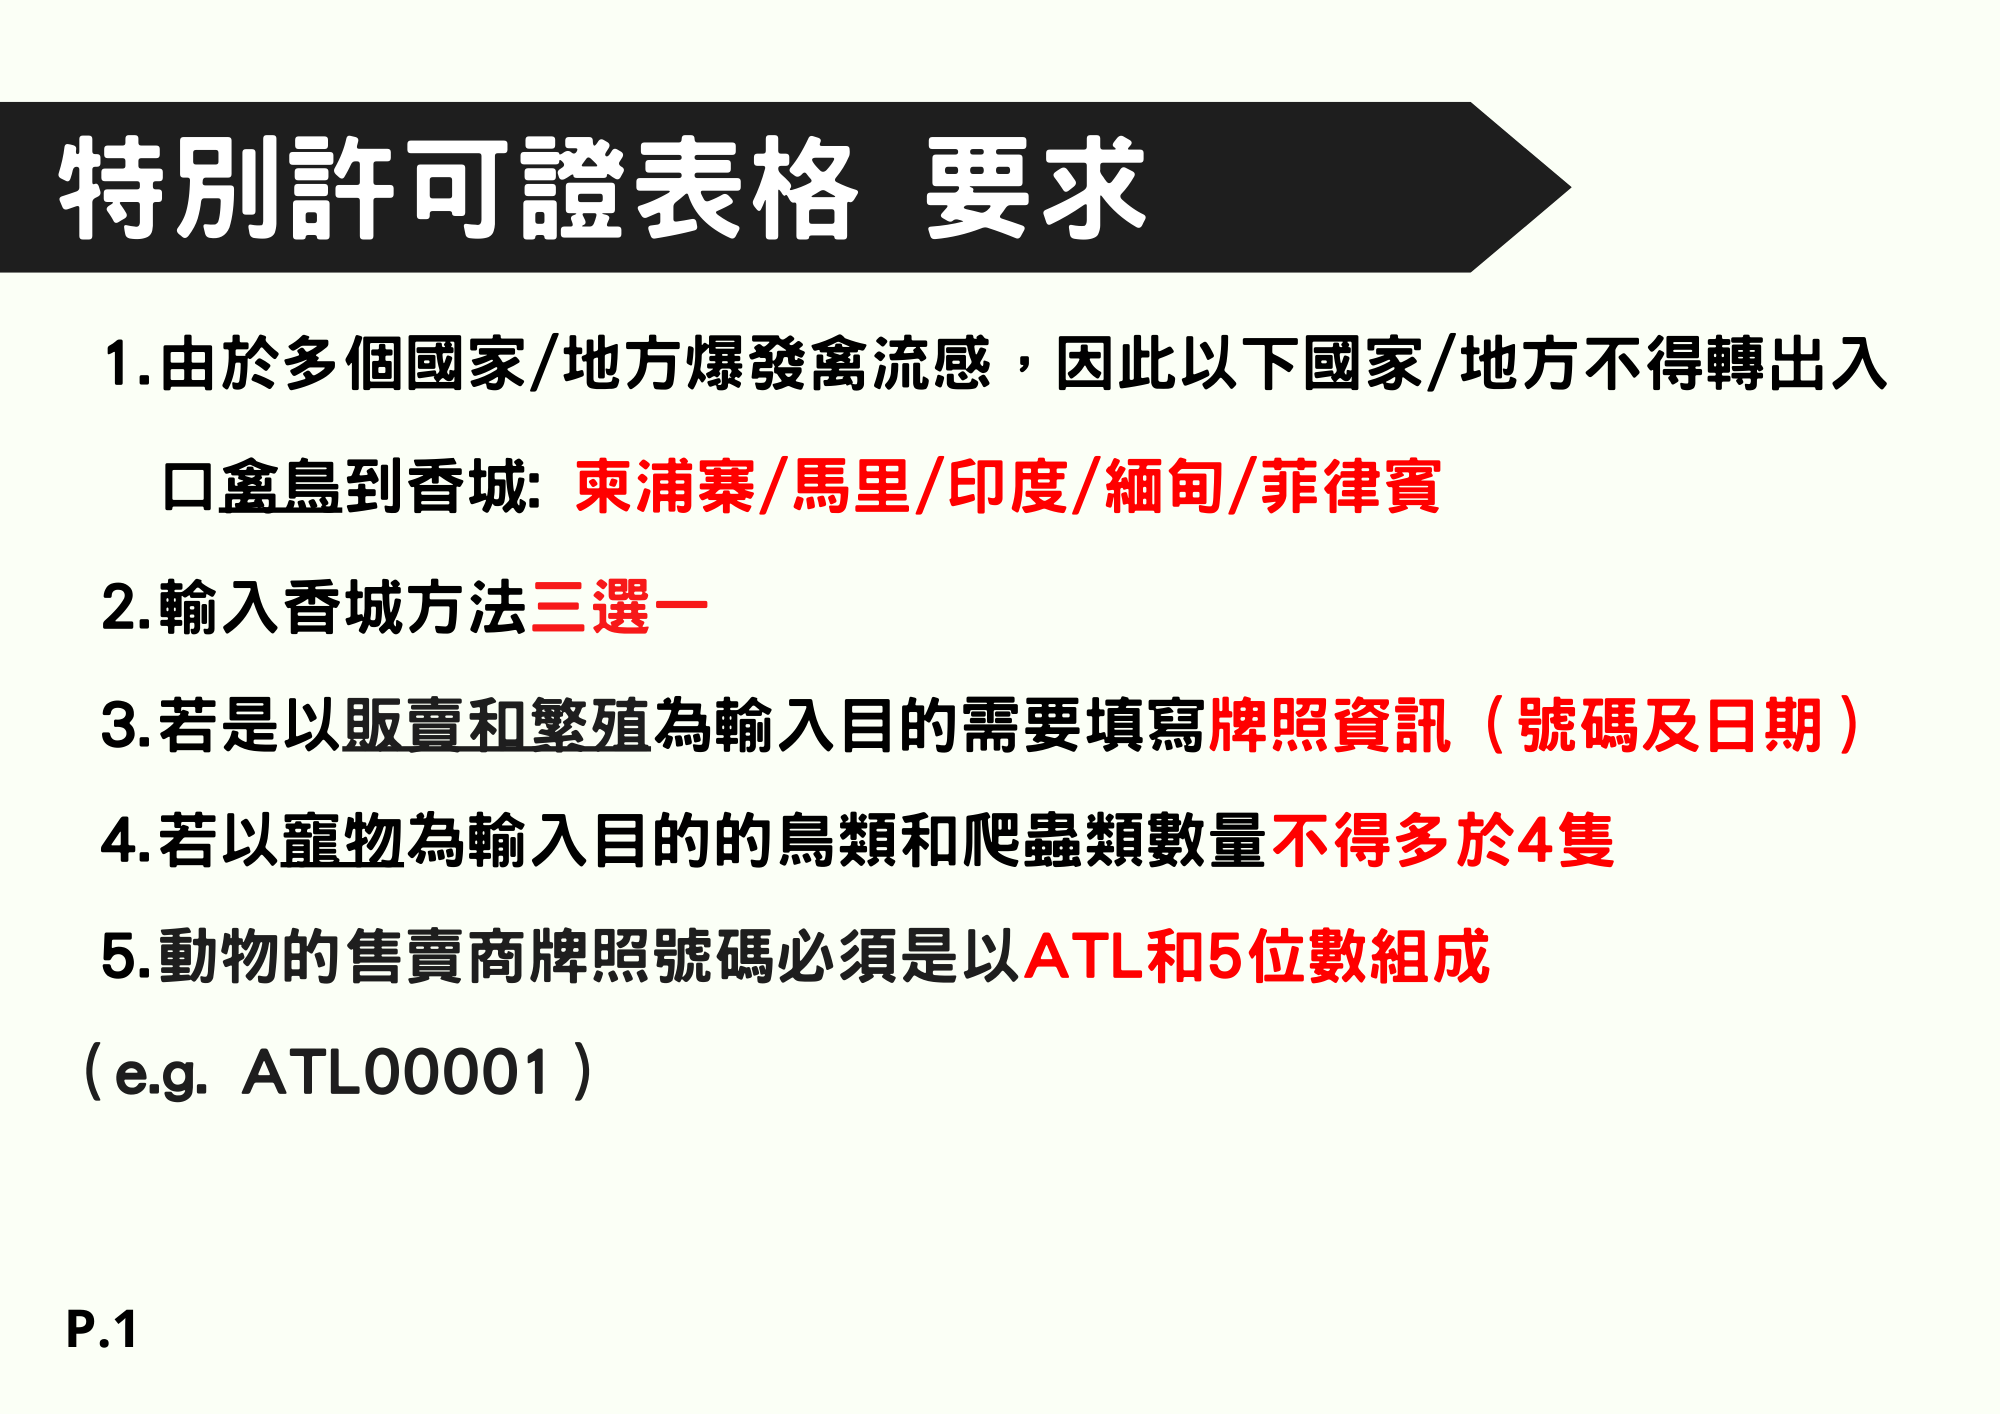 特別許可證表格 要求
1.由於多個國家/地方爆發禽流感，因此以下國家/地方不得轉出入
口禽鳥到香城: 柬浦寨/馬里/印度/緬甸/菲律賓
2.輸入香城方法三選一
3.若是以販賣和繁殖為輸入目的需要填寫牌照資訊（號碼及日期）
4.若以寵物為輸入目的的鳥類和爬蟲類數量不得多於4隻
5.動物的售賣商牌照號碼必須是以ATL和5位數組成
（e.g. ATL00001）
P.1